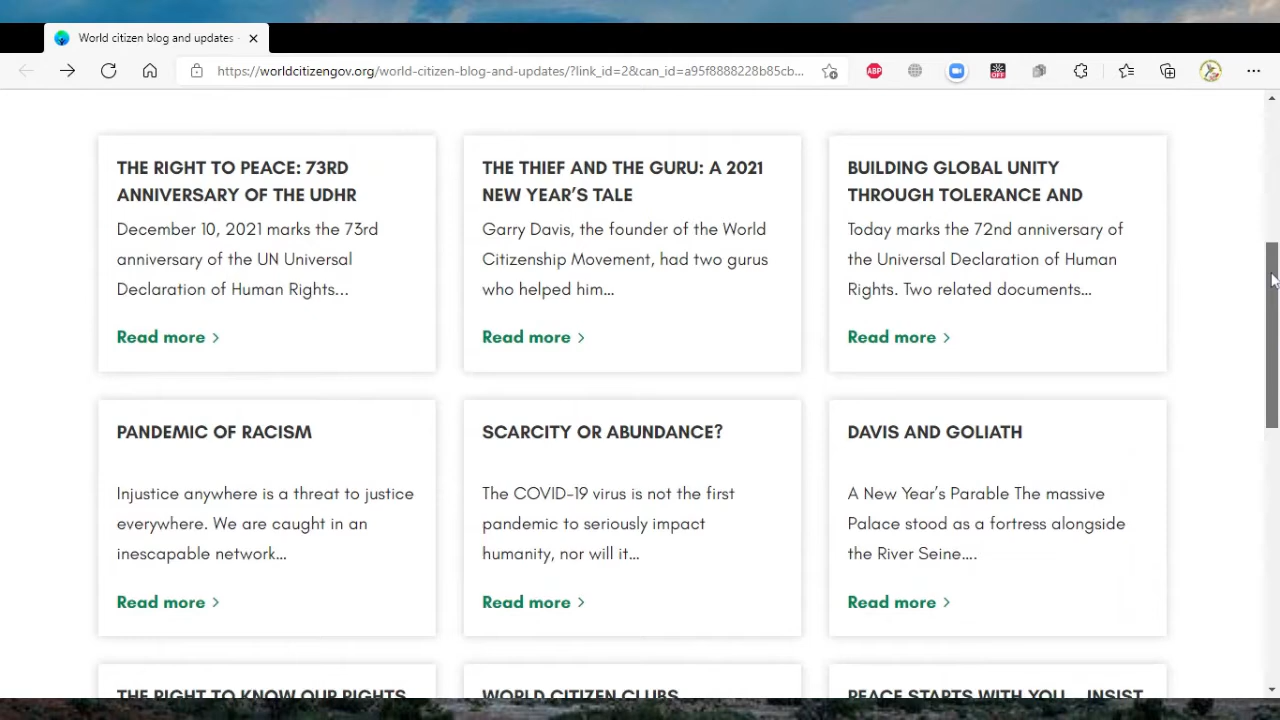 World citizen blog and updates
https://worldcitizengov.org/world-citizen-blog-and-updates/?link_id=2&can_id=a95f8888228b85cb...
ABP
OFF
THE RIGHT TO PEACE: 73RD
ANNIVERSARY OF THE UDHR
December 10, 2021 marks the 73rd
anniversary of the UN Universal
Declaration of Human Rights...
Read more >
THE THIEF AND THE GURU: A 2021
NEW YEAR’S TALE
Garry Davis, the founder of the World
Citizenship Movement, had two gurus
who helped him...
Read more >
BUILDING GLOBAL UNITY
THROUGH TOLERANCE AND
Today marks the 72nd anniversary of
the Universal Declaration of Human
Rights. Two related documents...
Read more >
PANDEMIC OF RACISM
Injustice anywhere is a threat to justice
everywhere. We are caught in an
inescapable network...
Read more >
SCARCITY OR ABUNDANCE?
The COVID-19 virus is not the first
pandemic to seriously impact
humanity, nor will it...
Read more >
DAVIS AND GOLIATH
A New Year’s Parable The massive
Palace stood as a fortress alongside
the River Seine....
Read more >
THE RIGHT TO KNOW OUR RIGHTS
WORLD CITIZEN CLUBS
PEACE STARTS WITH YOU... INSIST